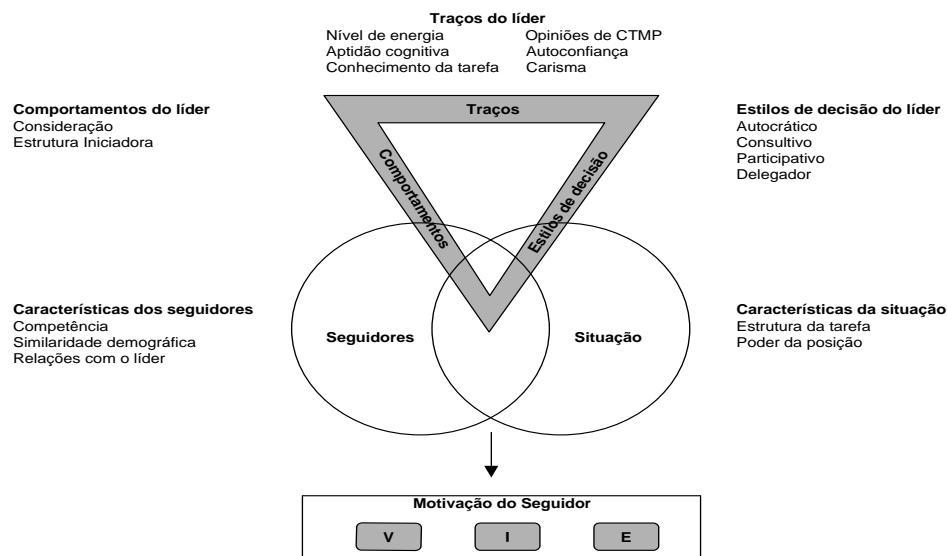 Traços do líder
Nível de energia
Aptidão cognitiva
Conhecimento da tarefa
Opiniões de CTMP
Autoconfiança
Carisma
Comportamentos do líder
Consideração
Estrutura Iniciadora
Traços
Comportamentos
Estilos de decisão
Estilos de decisão do líder
Autocrático
Consultivo
Participativo
Delegador
Características dos seguidores
Competência
Similaridade demográfica
Relações com o líder
Seguidores
Situação
Características da situação
Estrutura da tarefa
Poder da posição
Motivação do Seguidor
V
I
E